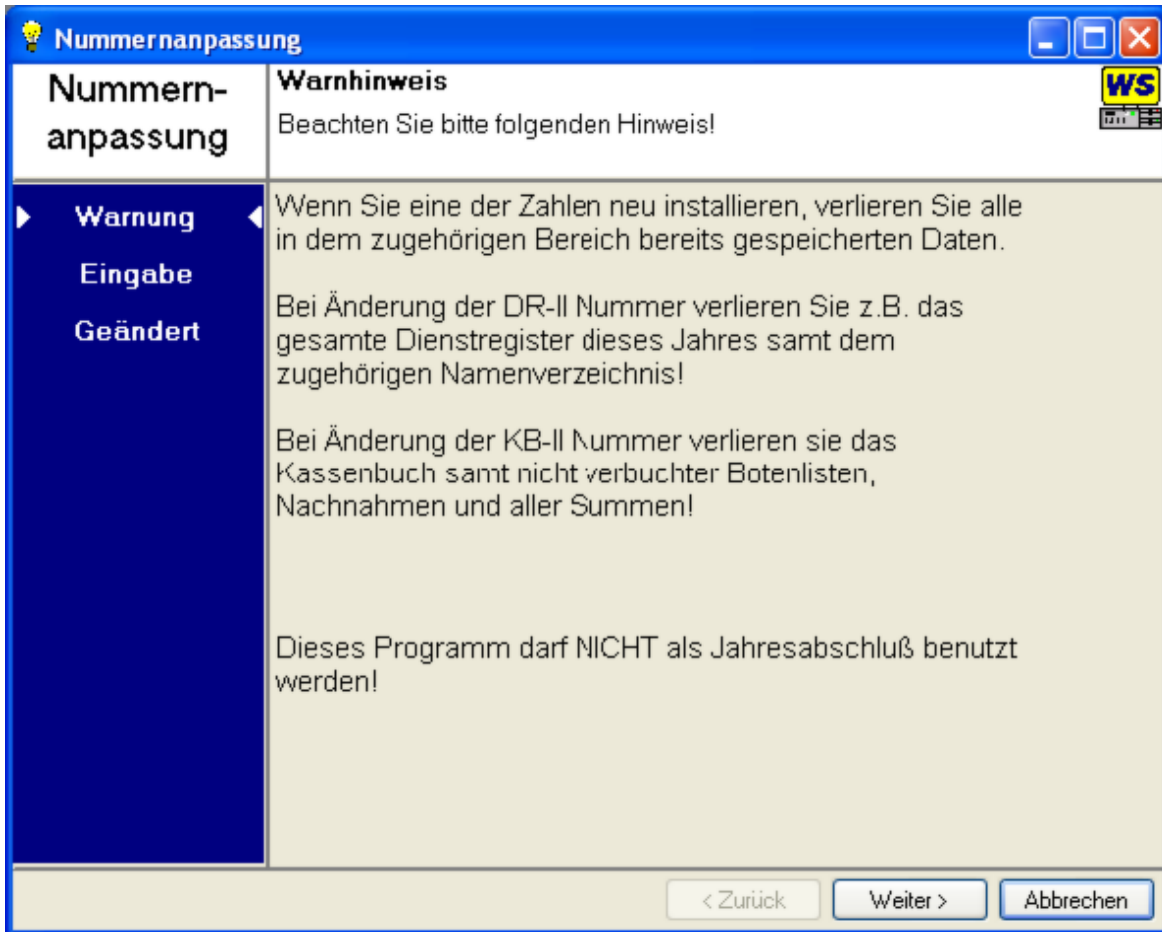 Nummernanpassung
Nummern-
anpassung
Warnhinweis
Beachten Sie bitte folgenden Hinweis!
WS
Warnung
Eingabe
Geändert
Wenn Sie eine der Zahlen neu installieren, verlieren Sie alle
in dem zugehörigen Bereich bereits gespeicherten Daten.
Bei Änderung der DR-II Nummer verlieren Sie z.B. das
gesamte Dienstregister dieses Jahres samt dem
zugehörigen Namenverzeichnis!
Bei Änderung der KB-II Nummer verlieren sie das
Kassenbuch samt nicht verbuchter Botenlisten,
Nachnahmen und aller Summen!
Dieses Programm darf NICHT als Jahresabschluß benutzt
werden!
< Zurück
Weiter >
Abbrechen